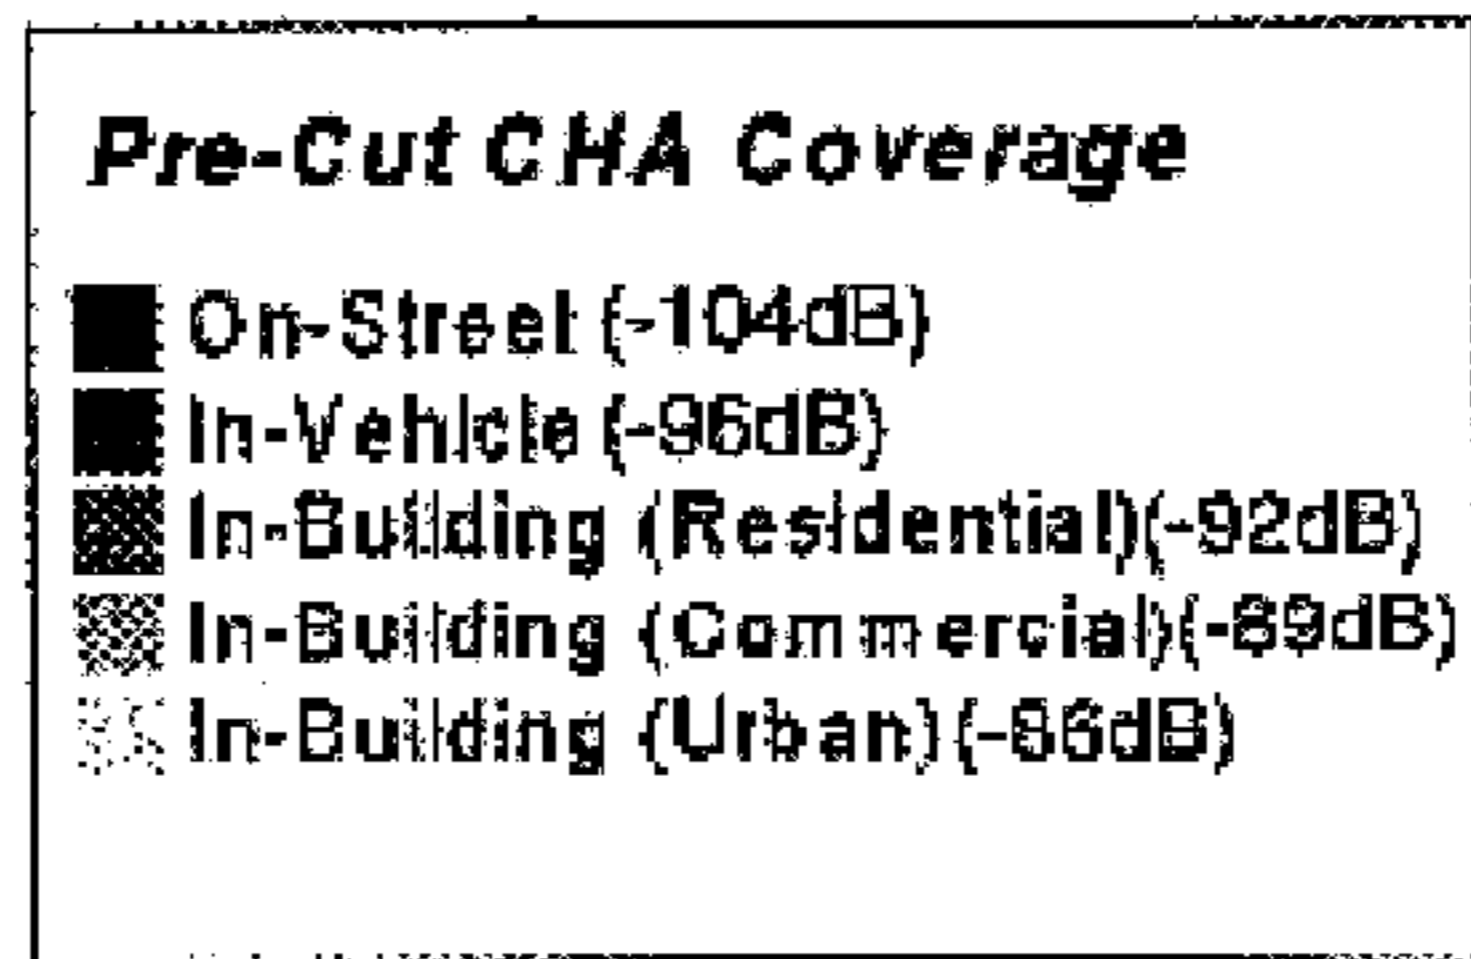 Pre-Cut CHA Coverage
On-Street (-104dB)
In-Vehicle (-96dB)
In-Building (Residential)(-92dB)
In-Building (Commercial)(-89dB)
In-Building (Urban)(-86dB)